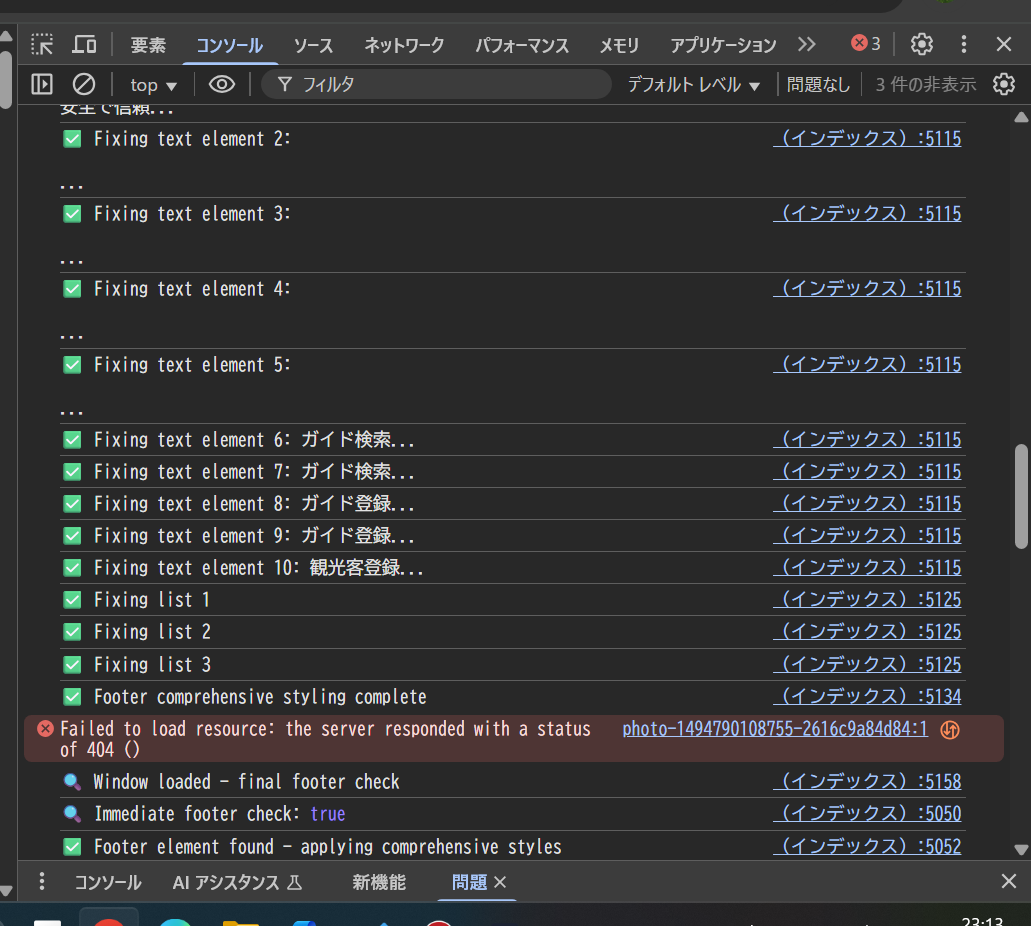 要素 コンソール ソース ネットワーク パフォーマンス メモリ アプリケーション 3
top フィルタ デフォルト レベル 問題なし 3 件の非表示
安全で信頼...
Fixing text element 2: (インデックス):5115
...
Fixing text element 3: (インデックス):5115
...
Fixing text element 4: (インデックス):5115
...
Fixing text element 5: (インデックス):5115
...
Fixing text element 6: ガイド検索... (インデックス):5115
Fixing text element 7: ガイド検索... (インデックス):5115
Fixing text element 8: ガイド登録... (インデックス):5115
Fixing text element 9: ガイド登録... (インデックス):5115
Fixing text element 10: 観光客登録... (インデックス):5115
Fixing list 1 (インデックス):5125
Fixing list 2 (インデックス):5125
Fixing list 3 (インデックス):5125
Footer comprehensive styling complete (インデックス):5134
Failed to load resource: the server responded with a status photo-1494790108755-2616c9a84d84:1
of 404 ()
Window loaded - final footer check (インデックス):5158
Immediate footer check: true (インデックス):5050
Footer element found - applying comprehensive styles (インデックス):5052
コンソール AI アシスタンス 新機能 問題
23:13